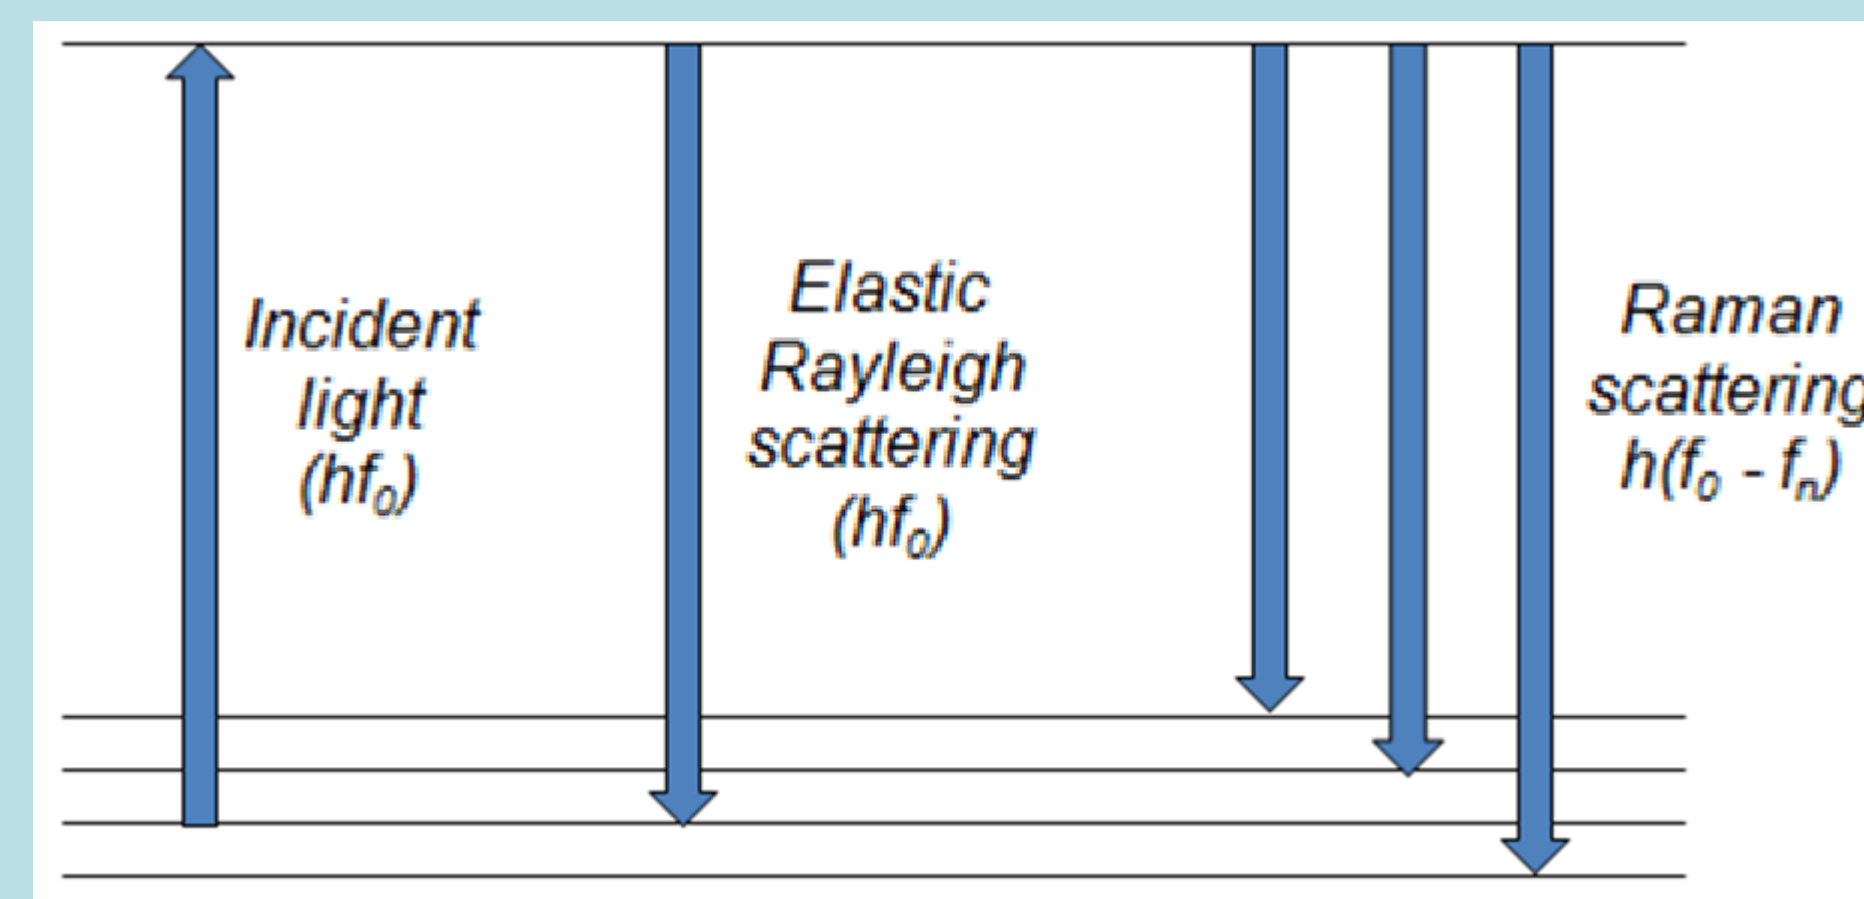 Incident
light
(hf₀)
Elastic
Rayleigh
scattering
(hf₀)
Raman
scattering
h(f₀ - fₙ)